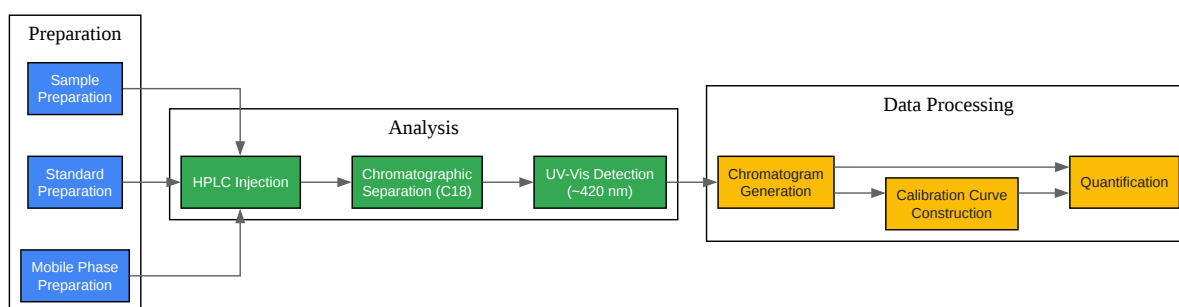 Preparation
Sample
Preparation
Standard
Preparation
Mobile Phase
Preparation
Analysis
HPLC Injection
Chromatographic
Separation (C18)
UV-Vis Detection
(~420 nm)
Data Processing
Chromatogram
Generation
Calibration Curve
Construction
Quantification